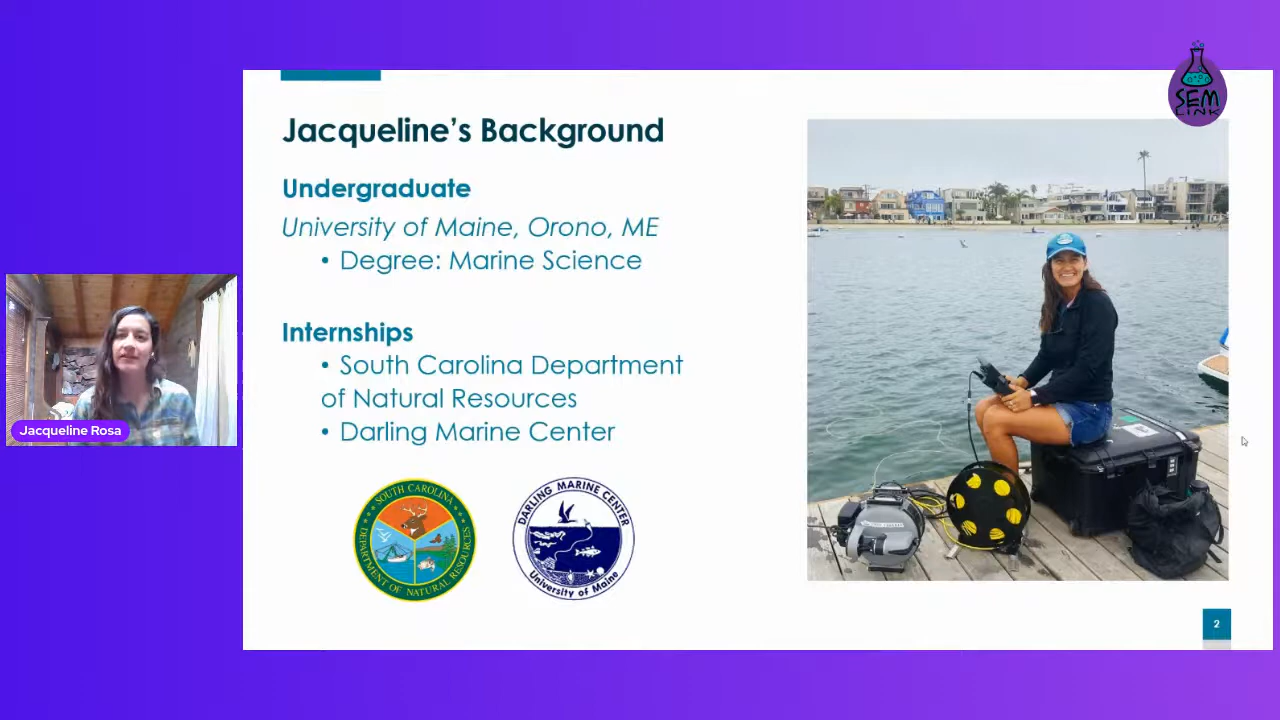 SEM
LINK
Jacqueline's Background
Undergraduate
University of Maine, Orono, ME
• Degree: Marine Science
Internships
• South Carolina Department
of Natural Resources
• Darling Marine Center
Jacqueline Rosa
SOUTH CAROLINA
DEPARTMENT OF NATURAL RESOURCES
DARLING MARINE CENTER
University of Maine
2